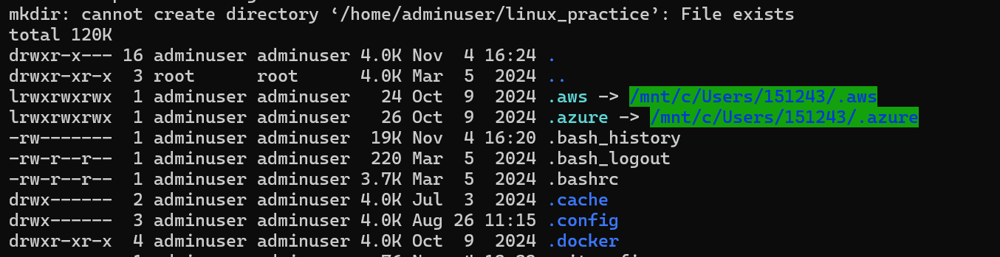 mkdir: cannot create directory ‘/home/adminuser/linux_practice’: File exists
total 120K
drwxr-x--- 16 adminuser adminuser 4.0K Nov  4 16:24 .
drwxr-xr-x  3 root      root      4.0K Mar  5  2024 ..
lrwxrwxrwx  1 adminuser adminuser   24 Oct  9  2024 .aws -> /mnt/c/Users/151243/.aws
lrwxrwxrwx  1 adminuser adminuser   26 Oct  9  2024 .azure -> /mnt/c/Users/151243/.azure
-rw-------  1 adminuser adminuser  19K Nov  4 16:20 .bash_history
-rw-r--r--  1 adminuser adminuser  220 Mar  5  2024 .bash_logout
-rw-r--r--  1 adminuser adminuser 3.7K Mar  5  2024 .bashrc
drwx------  2 adminuser adminuser 4.0K Jul  3  2024 .cache
drwx------  3 adminuser adminuser 4.0K Aug 26 11:15 .config
drwxr-xr-x  4 adminuser adminuser 4.0K Oct  9  2024 .docker